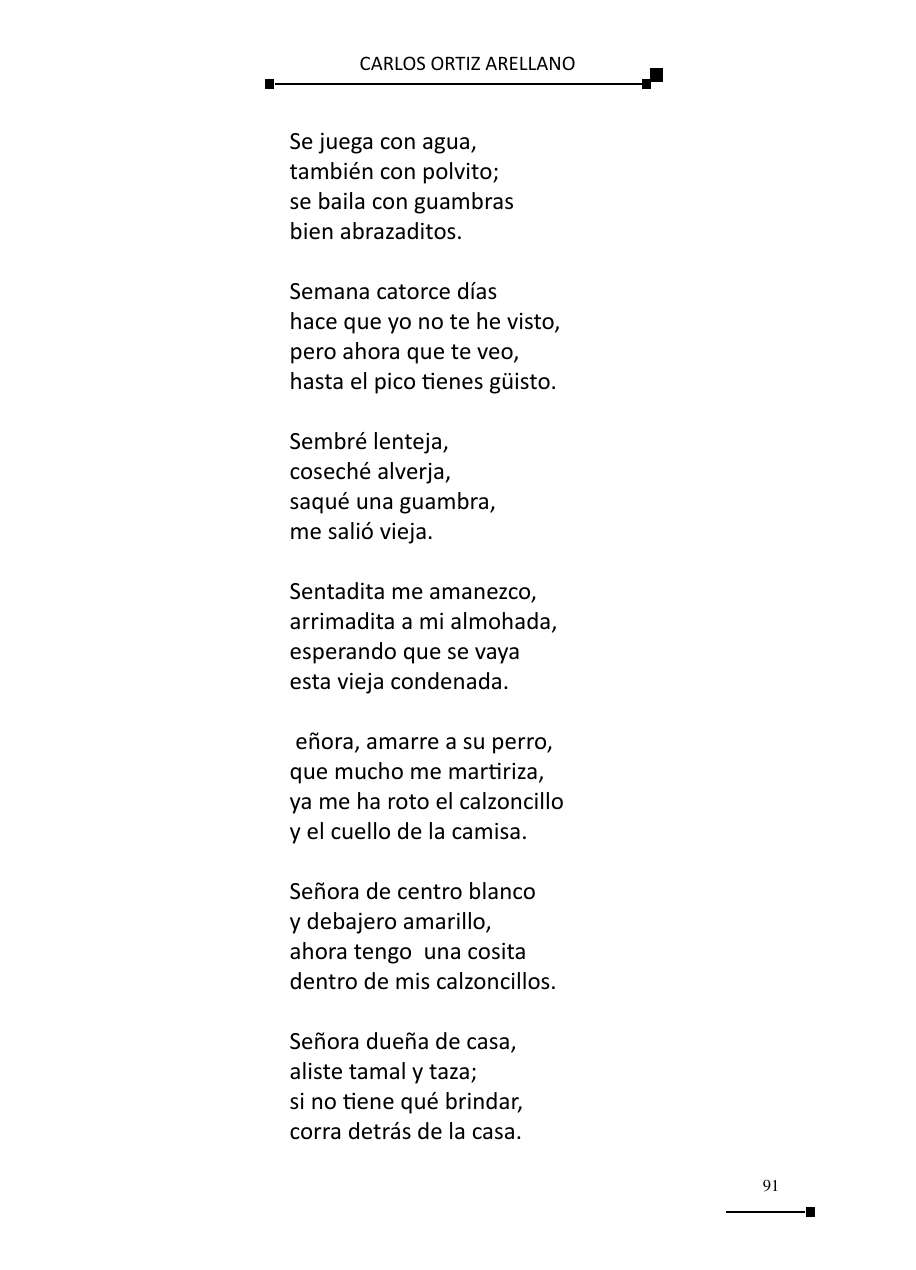 CARLOS ORTIZ ARELLANO
Se juega con agua,
también con polvito;
se baila con guambras
bien abrazaditos.
Semana catorce días
hace que yo no te he visto,
pero ahora que te veo,
hasta el pico tienes güisto.
Sembré lenteja,
coseché alverja,
saqué una guambra,
me salió vieja.
Sentadita me amanezco,
arrimadita a mi almohada,
esperando que se vaya
esta vieja condenada.
eñora, amarre a su perro,
que mucho me martiriza,
ya me ha roto el calzoncillo
y el cuello de la camisa.
Señora de centro blanco
y debajero amarillo,
ahora tengo  una cosita
dentro de mis calzoncillos.
Señora dueña de casa,
aliste tamal y taza;
si no tiene qué brindar,
corra detrás de la casa.
91